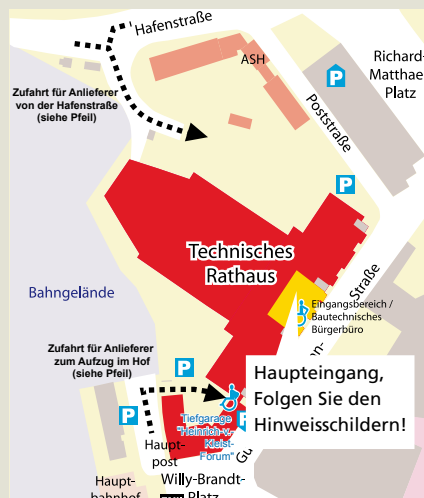 Hafenstraße
ASH
Richard-
Matthaei
Platz
Zufahrt für Anlieferer
von der Hafenstraße
(siehe Pfeil)
Poststraße
P
P
Technisches
Rathaus
Straße
Bahngelände
Eingangsbereich /
Bautechnisches
Bürgerbüro
Zufahrt für Anlieferer
zum Aufzug im Hof
(siehe Pfeil)
P
P
Haupteingang,
Folgen Sie den
Hinweisschildern!
Tiefgarage
"Heinrich-v.-
Kleist-
Forum"
Haupt-
post
Haupt-
bahnhof
Willy-Brandt-
Platz